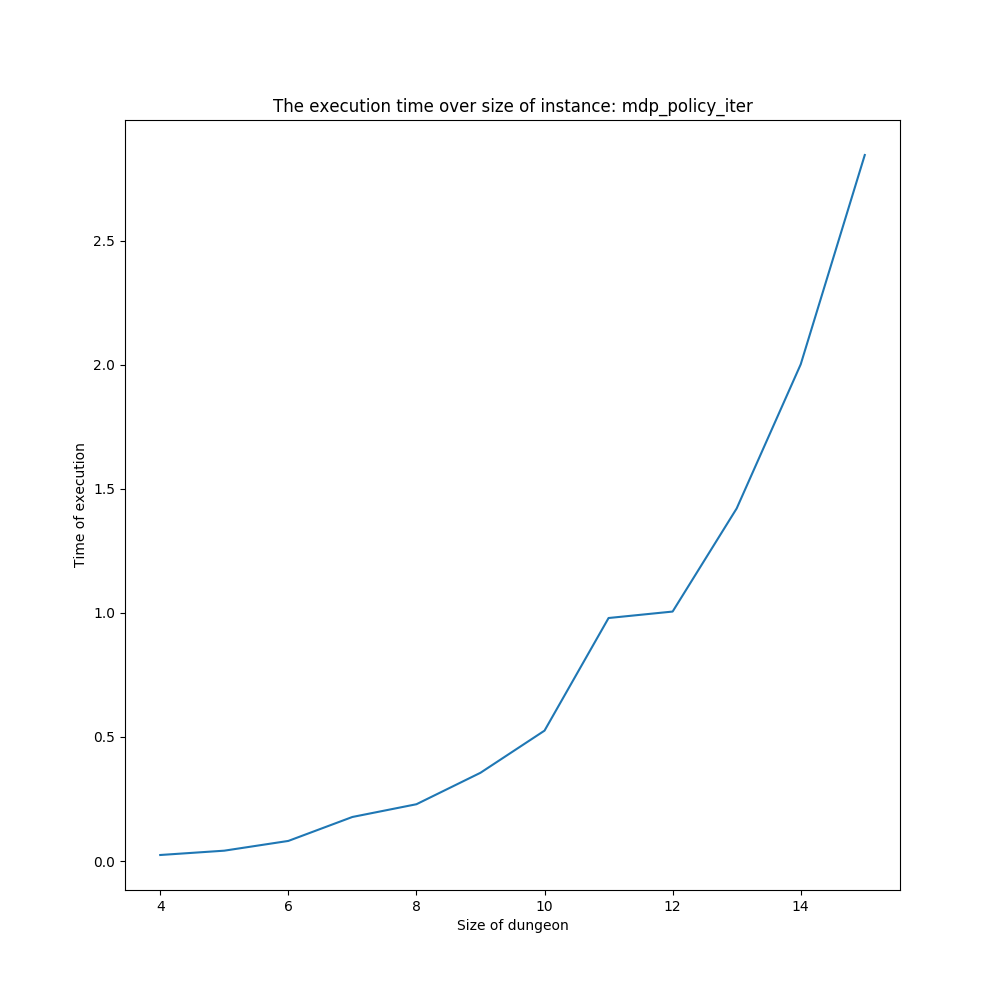 The execution time over size of instance: mdp_policy_iter
2.5
2.0
1.5
1.0
0.5
0.0
Time of execution
4 6 8 10 12 14
Size of dungeon